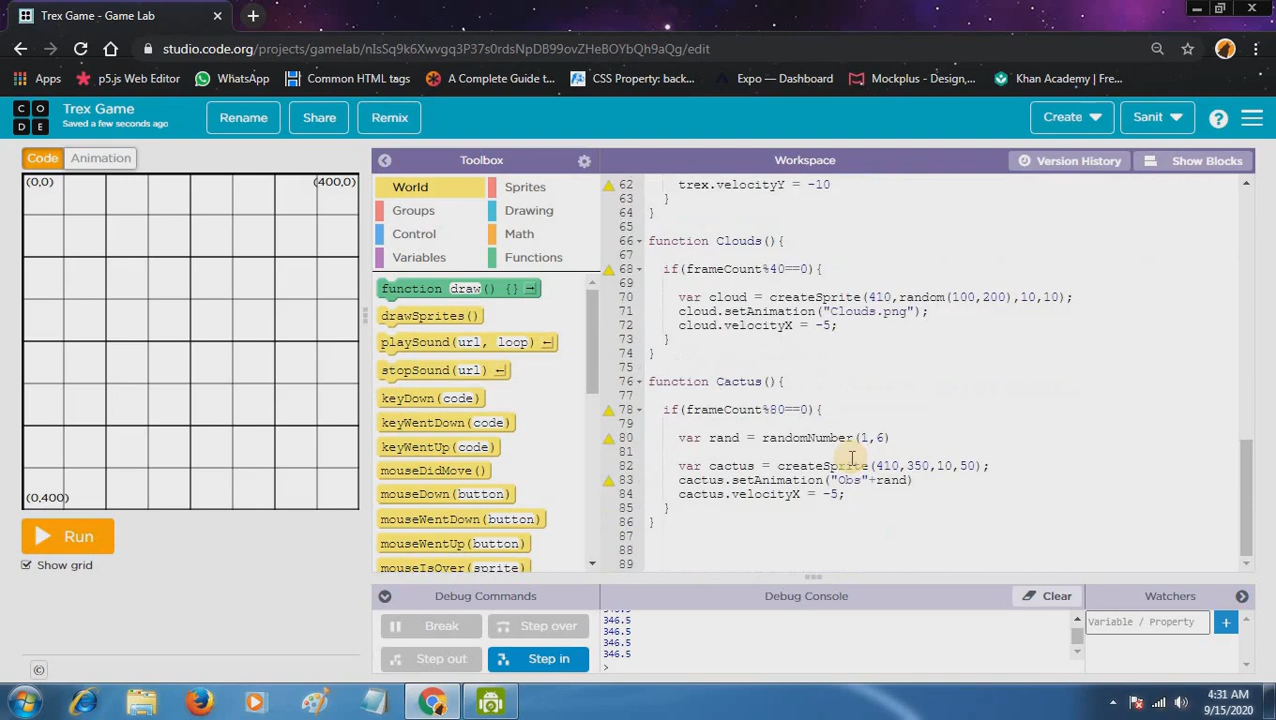 Trex Game - Game Lab
studio.code.org/projects/gamelab/nIsSq9k6Xwvgq3P37s0rdsNpDB99ovZHeBOYbQh9aQg/edit
Apps p5.js Web Editor WhatsApp Common HTML tags A Complete Guide t... CSS Property: back... Expo — Dashboard Mockplus - Design,... Khan Academy | Fre...
C O D E
Trex Game
Saved a few seconds ago
Rename Share Remix Create Sanit ?
Code Animation Toolbox Workspace Version History Show Blocks
(0,0) (400,0)
(0,400)
Run
Show grid
World Sprites
Groups Drawing
Control Math
Variables Functions
function draw() {}
drawSprites()
playSound(url, loop)
stopSound(url)
keyDown(code)
keyWentDown(code)
keyWentUp(code)
mouseDidMove()
mouseDown(button)
mouseWentDown(button)
mouseWentUp(button)
mouseIsOver(sprite)
62 trex.velocityY = -10
63 }
64 }
65
66 function Clouds(){
67
68 if(frameCount%40==0){
69
70 var cloud = createSprite(410,random(100,200),10,10);
71 cloud.setAnimation("Clouds.png");
72 cloud.velocityX = -5;
73 }
74 }
75
76 function Cactus(){
77
78 if(frameCount%80==0){
79
80 var rand = randomNumber(1,6)
81
82 var cactus = createSprite(410,350,10,50);
83 cactus.setAnimation("Obs"+rand)
84 cactus.velocityX = -5;
85 }
86 }
87
88
89
Debug Commands Debug Console Clear Watchers
Break Step over
Step out Step in
346.5
346.5
346.5
346.5
>
Variable / Property +
©
4:31 AM
9/15/2020